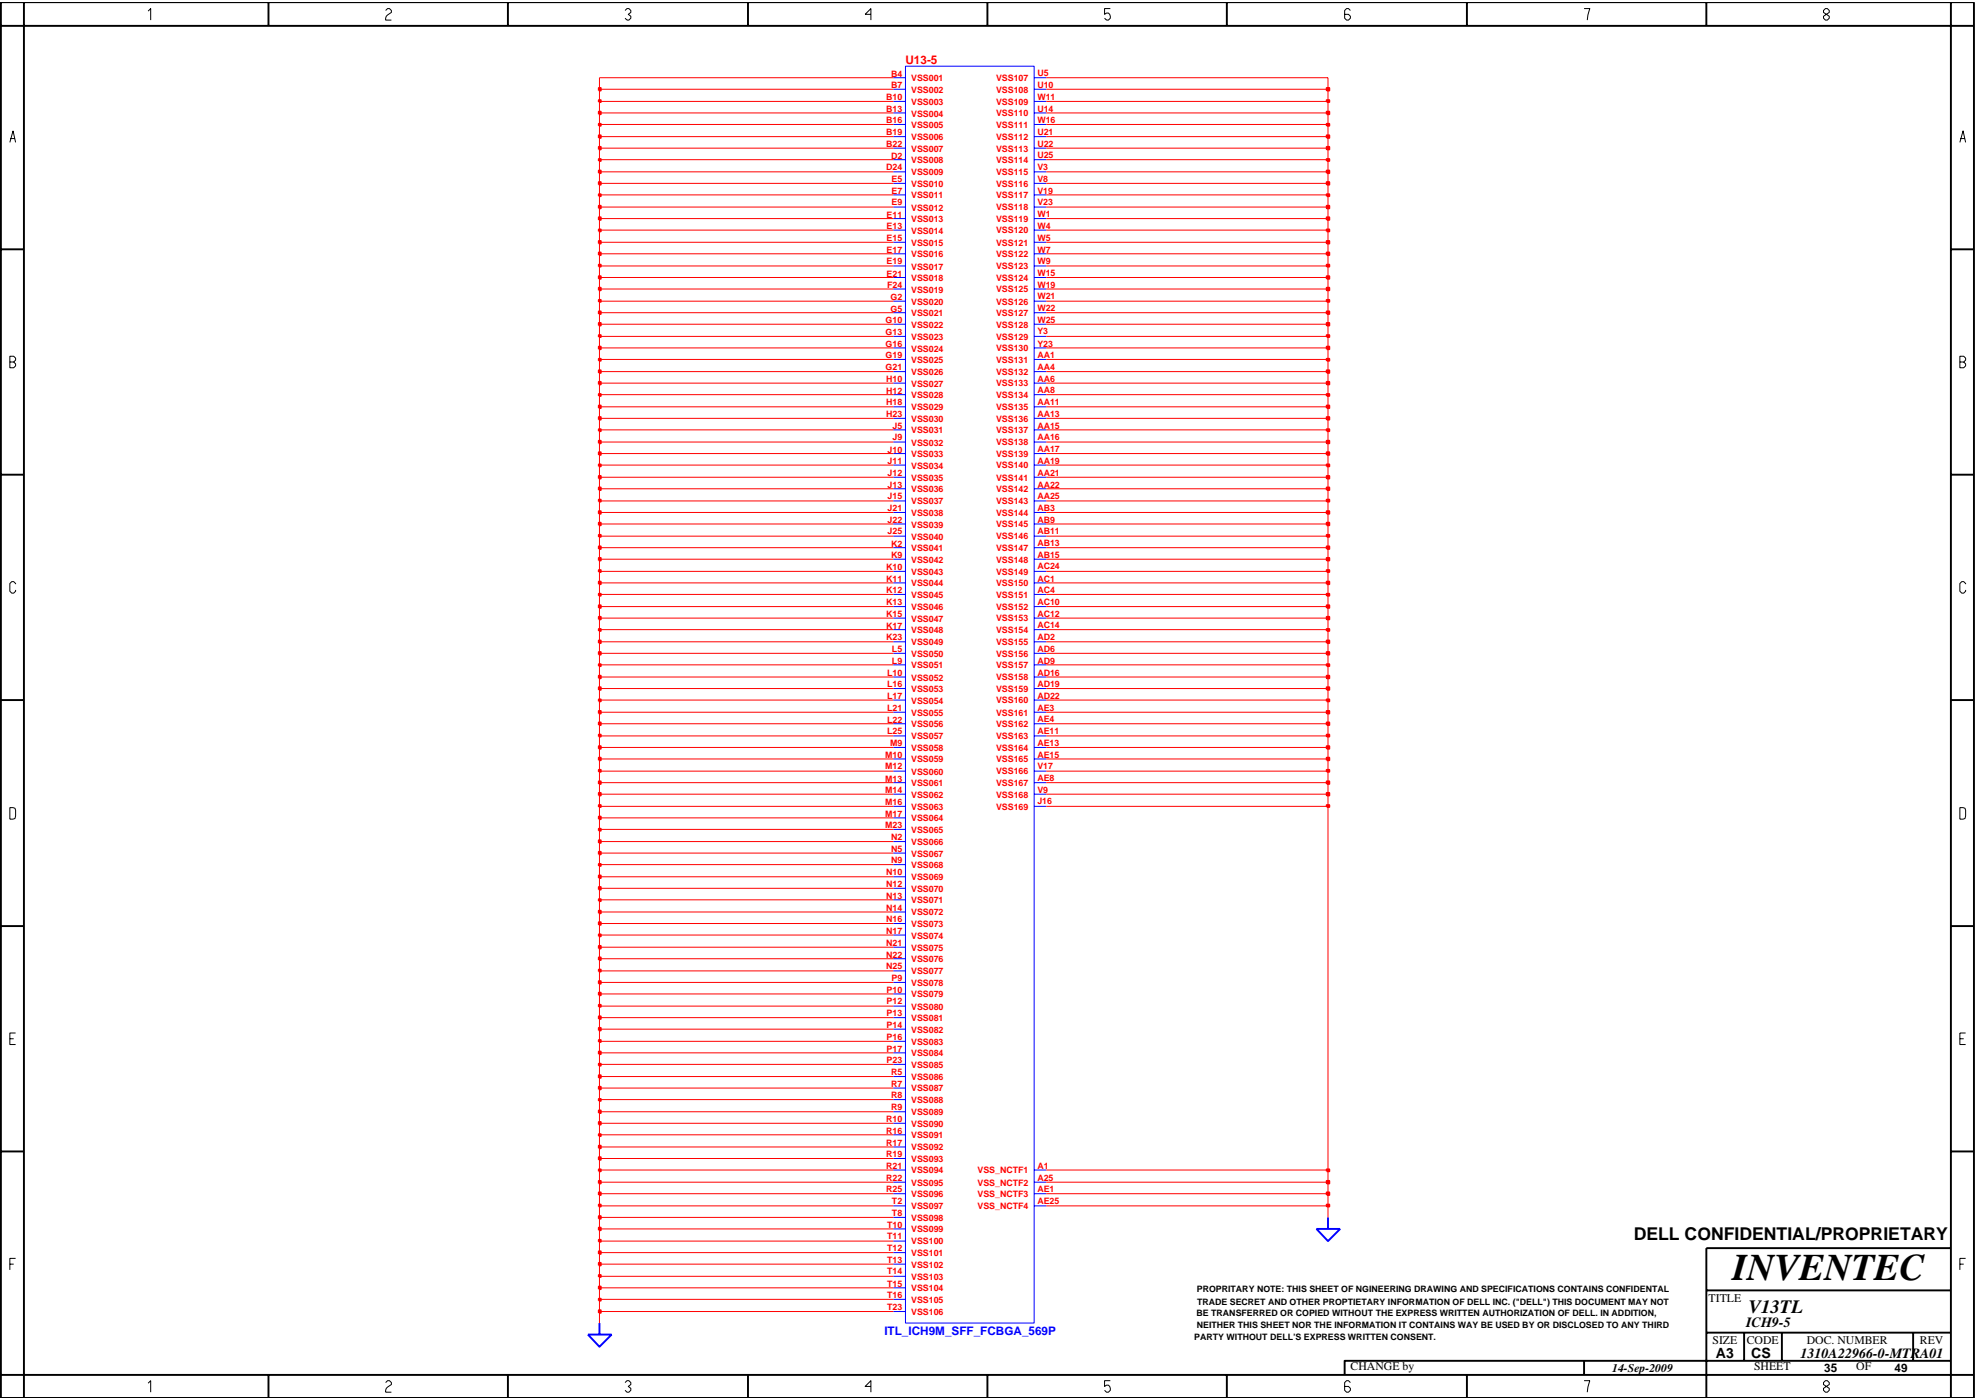 1 2 3 4 5 6 7 8
U13-5
B4 VSS001 VSS107 U5
B7 VSS002 VSS108 U10
B10 VSS003 VSS109 W11
B13 VSS004 VSS110 U14
B16 VSS005 VSS111 W16
B19 VSS006 VSS112 U21
A A
B22 VSS007 VSS113 U22
D2 VSS008 VSS114 U25
D24 VSS009 VSS115 V3
E5 VSS010 VSS116 V8
E7 VSS011 VSS117 V19
E9 VSS012 VSS118 V23
E11 VSS013 VSS119 W1
E13 VSS014 VSS120 W4
E15 VSS015 VSS121 W5
E17 VSS016 VSS122 W7
E19 VSS017 VSS123 W9
E21 VSS018 VSS124 W15
F24 VSS019 VSS125 W19
G2 VSS020 VSS126 W21
G5 VSS021 VSS127 W22
G10 VSS022 VSS128 W25
G13 VSS023 VSS129 Y3
G16 VSS024 VSS130 Y23
G19 VSS025 VSS131 AA1
B B
G21 VSS026 VSS132 AA4
H10 VSS027 VSS133 AA6
H12 VSS028 VSS134 AA8
H18 VSS029 VSS135 AA11
H23 VSS030 VSS136 AA13
J5 VSS031 VSS137 AA15
J9 VSS032 VSS138 AA16
J10 VSS033 VSS139 AA17
J11 VSS034 VSS140 AA19
J12 VSS035 VSS141 AA21
J13 VSS036 VSS142 AA22
J15 VSS037 VSS143 AA25
J21 VSS038 VSS144 AB3
J22 VSS039 VSS145 AB9
J25 VSS040 VSS146 AB11
K2 VSS041 VSS147 AB13
K9 VSS042 VSS148 AB15
K10 VSS043 VSS149 AC24
K11 VSS044 VSS150 AC1
C C
K12 VSS045 VSS151 AC4
K13 VSS046 VSS152 AC10
K15 VSS047 VSS153 AC12
K17 VSS048 VSS154 AC14
K23 VSS049 VSS155 AD2
L5 VSS050 VSS156 AD6
L9 VSS051 VSS157 AD9
L10 VSS052 VSS158 AD16
L16 VSS053 VSS159 AD19
L17 VSS054 VSS160 AD22
L21 VSS055 VSS161 AE3
L22 VSS056 VSS162 AE4
L25 VSS057 VSS163 AE11
M9 VSS058 VSS164 AE13
M10 VSS059 VSS165 AE15
M12 VSS060 VSS166 V17
M13 VSS061 VSS167 AE8
M14 VSS062 VSS168 V9
M16 VSS063 VSS169 J16
D D
M17 VSS064
M23 VSS065
N2 VSS066
N5 VSS067
N9 VSS068
N10 VSS069
N12 VSS070
N13 VSS071
N14 VSS072
N16 VSS073
N17 VSS074
N21 VSS075
N22 VSS076
N25 VSS077
P9 VSS078
P10 VSS079
P12 VSS080
P13 VSS081
P14 VSS082
P16 VSS083
E E
P17 VSS084
P23 VSS085
R5 VSS086
R7 VSS087
R8 VSS088
R9 VSS089
R10 VSS090
R16 VSS091
R17 VSS092
R19 VSS093
R21 VSS094 VSS_NCTF1 A1
R22 VSS095 VSS_NCTF2 A25
R25 VSS096 VSS_NCTF3 AE1
T2 VSS097 VSS_NCTF4 AE25
T8 VSS098
T10 VSS099
T11 VSS100
T12 VSS101
T13 VSS102
F F
T14 VSS103
T15 VSS104
T16 VSS105
T23 VSS106
ITL_ICH9M_SFF_FCBGA_569P
DELL CONFIDENTIAL/PROPRIETARY
PROPRITARY NOTE: THIS SHEET OF NGINEERING DRAWING AND SPECIFICATIONS CONTAINS CONFIDENTIAL
TRADE SECRET AND OTHER PROPTIETARY INFORMATION OF DELL INC. ("DELL") THIS DOCUMENT MAY NOT
BE TRANSFERRED OR COPIED WITHOUT THE EXPRESS WRITTEN AUTHORIZATION OF DELL. IN ADDITION,
NEITHER THIS SHEET NOR THE INFORMATION IT CONTAINS WAY BE USED BY OR DISCLOSED TO ANY THIRD
PARTY WITHOUT DELL'S EXPRESS WRITTEN CONSENT.
INVENTEC
TITLE V13TL
ICH9-5
SIZE CODE DOC. NUMBER REV
A3 CS 1310A22966-0-MTR A01
CHANGE by 14-Sep-2009 SHEET 35 OF 49
1 2 3 4 5 6 7 8